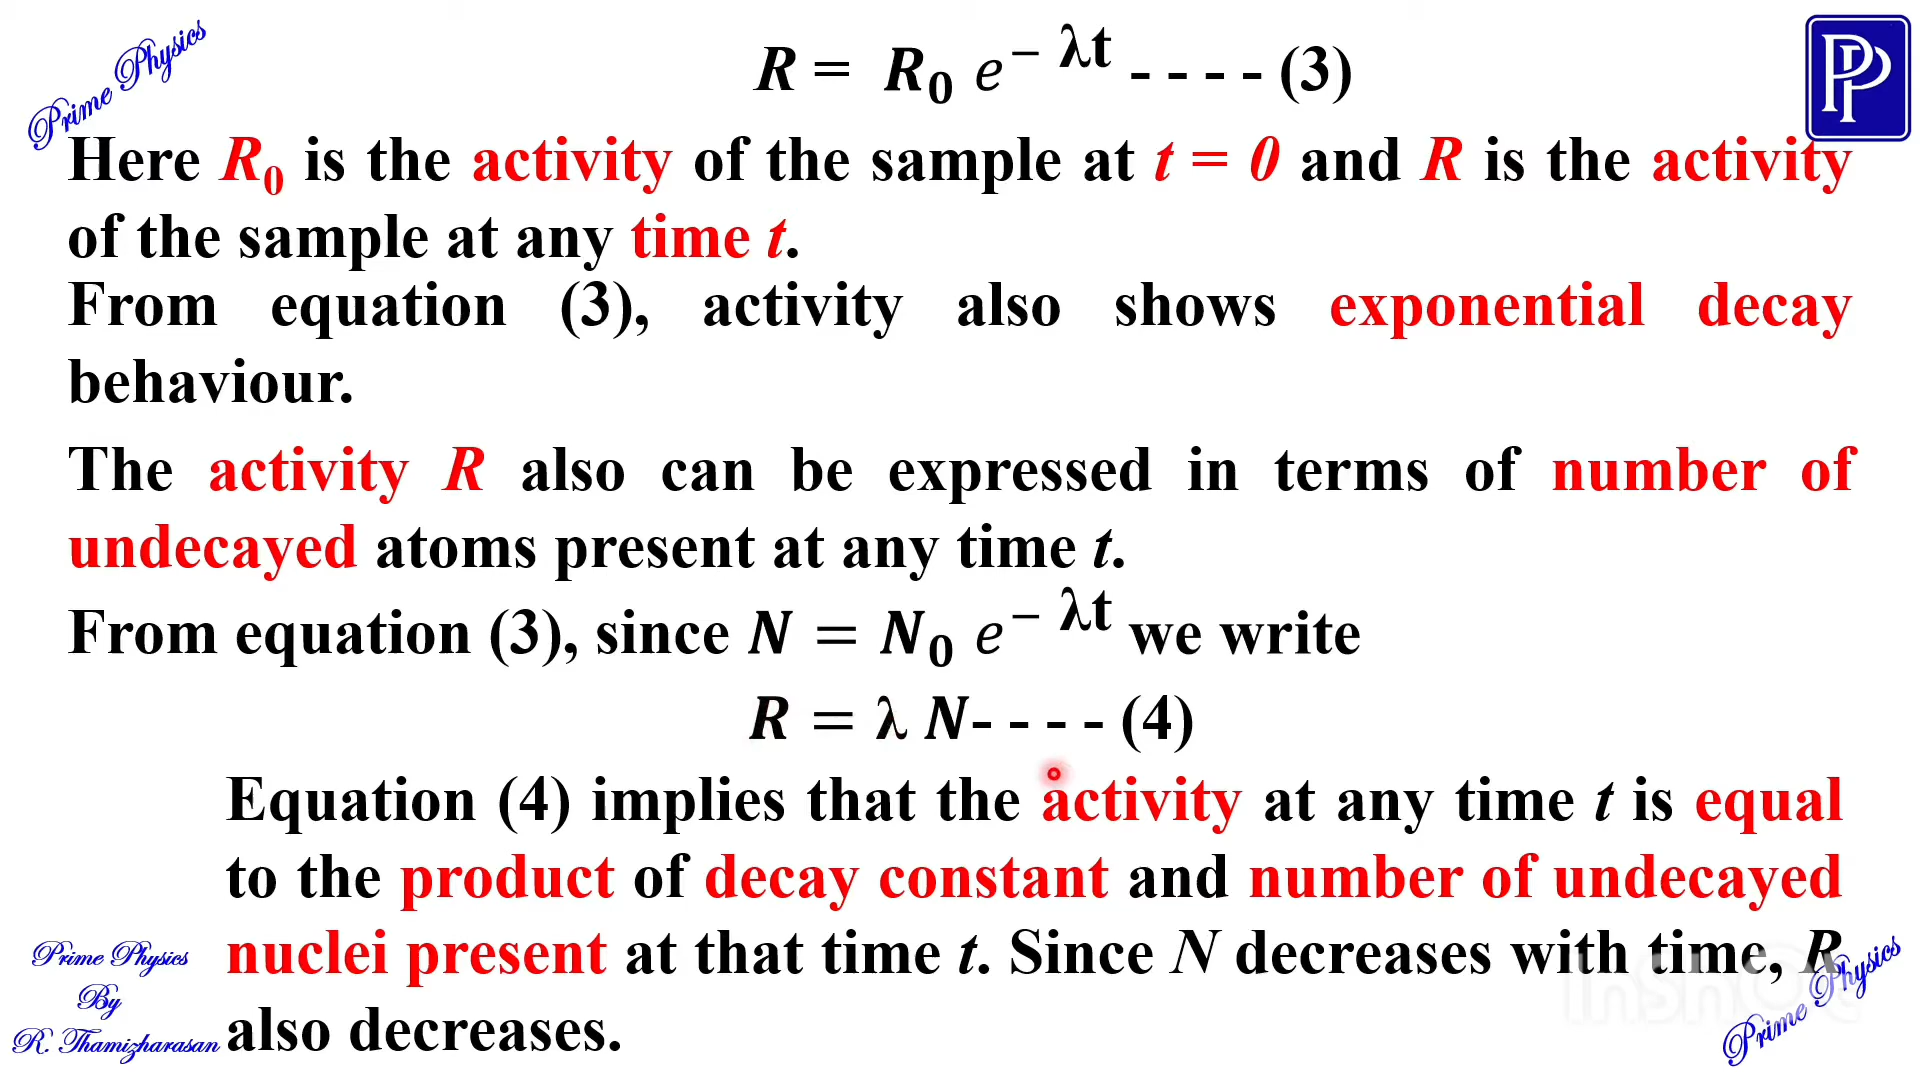 Prime Physics
R = R₀ e⁻ λt - - - - (3)
PP
Here R₀ is the activity of the sample at t = 0 and R is the activity
of the sample at any time t.
From equation (3), activity also shows exponential decay
behaviour.
The activity R also can be expressed in terms of number of
undecayed atoms present at any time t.
From equation (3), since N = N₀ e⁻ λt we write
R = λ N- - - - (4)
Equation (4) implies that the activity at any time t is equal
to the product of decay constant and number of undecayed
nuclei present at that time t. Since N decreases with time, R
also decreases.
Prime Physics
By
R. Thamizharasan
InShOt
Prime Physics